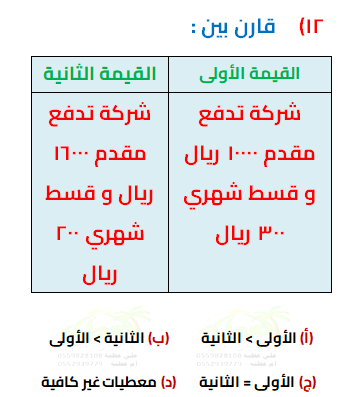 ١٢) قارن بين :
القيمة الأولى
القيمة الثانية
شركة تدفع
مقدم ١٠٠٠٠ ريال
و قسط شهري
٣٠٠ ريال
شركة تدفع
مقدم ١٦٠٠٠
ريال و قسط
شهري ٢٠٠
ريال
(أ) الأولى > الثانية
(ب) الثانية > الأولى
(ج) الأولى = الثانية
(د) معطيات غير كافية